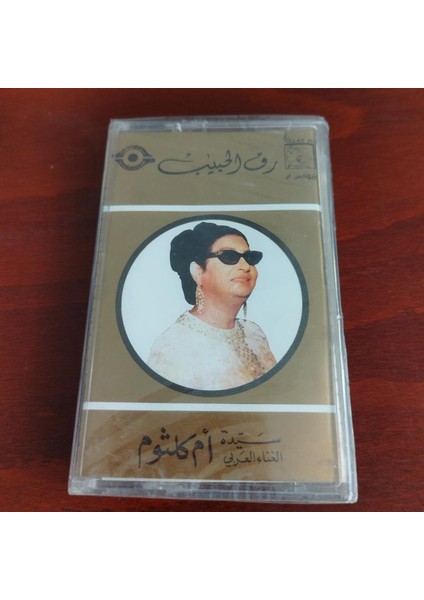 رق الحبيب
سيدة
الغناء العربي
أم كلثوم